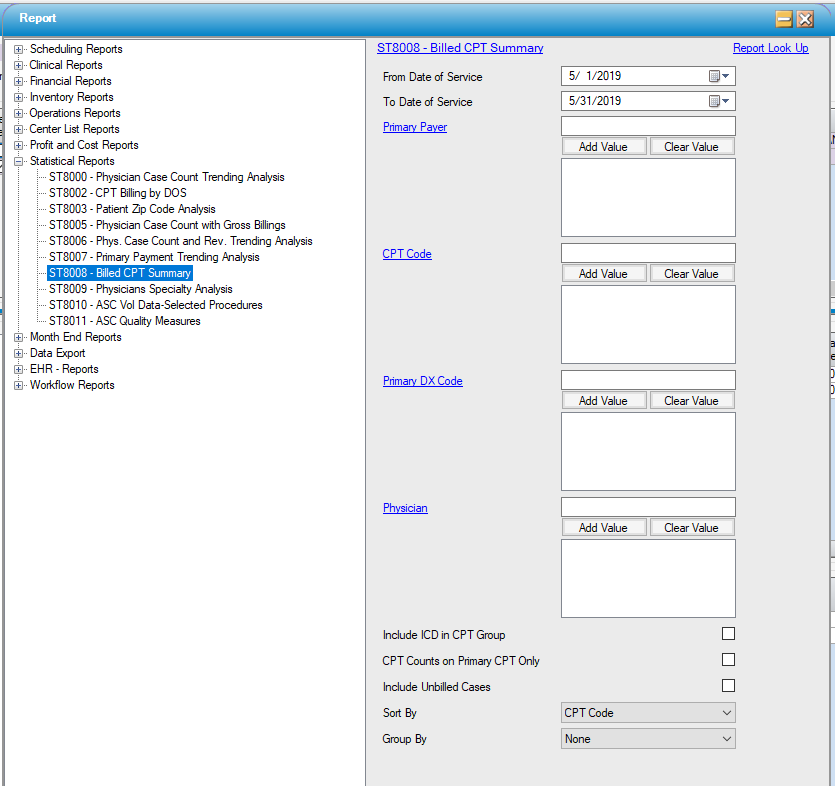 Report
Scheduling Reports
Clinical Reports
Financial Reports
Inventory Reports
Operations Reports
Center List Reports
Profit and Cost Reports
Statistical Reports
ST8000 - Physician Case Count Trending Analysis
ST8002 - CPT Billing by DOS
ST8003 - Patient Zip Code Analysis
ST8005 - Physician Case Count with Gross Billings
ST8006 - Phys. Case Count and Rev. Trending Analysis
ST8007 - Primary Payment Trending Analysis
ST8008 - Billed CPT Summary
ST8009 - Physicians Specialty Analysis
ST8010 - ASC Vol Data-Selected Procedures
ST8011 - ASC Quality Measures
Month End Reports
Data Export
EHR - Reports
Workflow Reports
ST8008 - Billed CPT Summary Report Look Up
From Date of Service 5/ 1/2019
To Date of Service 5/31/2019
Primary Payer
Add Value Clear Value
CPT Code
Add Value Clear Value
Primary DX Code
Add Value Clear Value
Physician
Add Value Clear Value
Include ICD in CPT Group
CPT Counts on Primary CPT Only
Include Unbilled Cases
Sort By CPT Code
Group By None